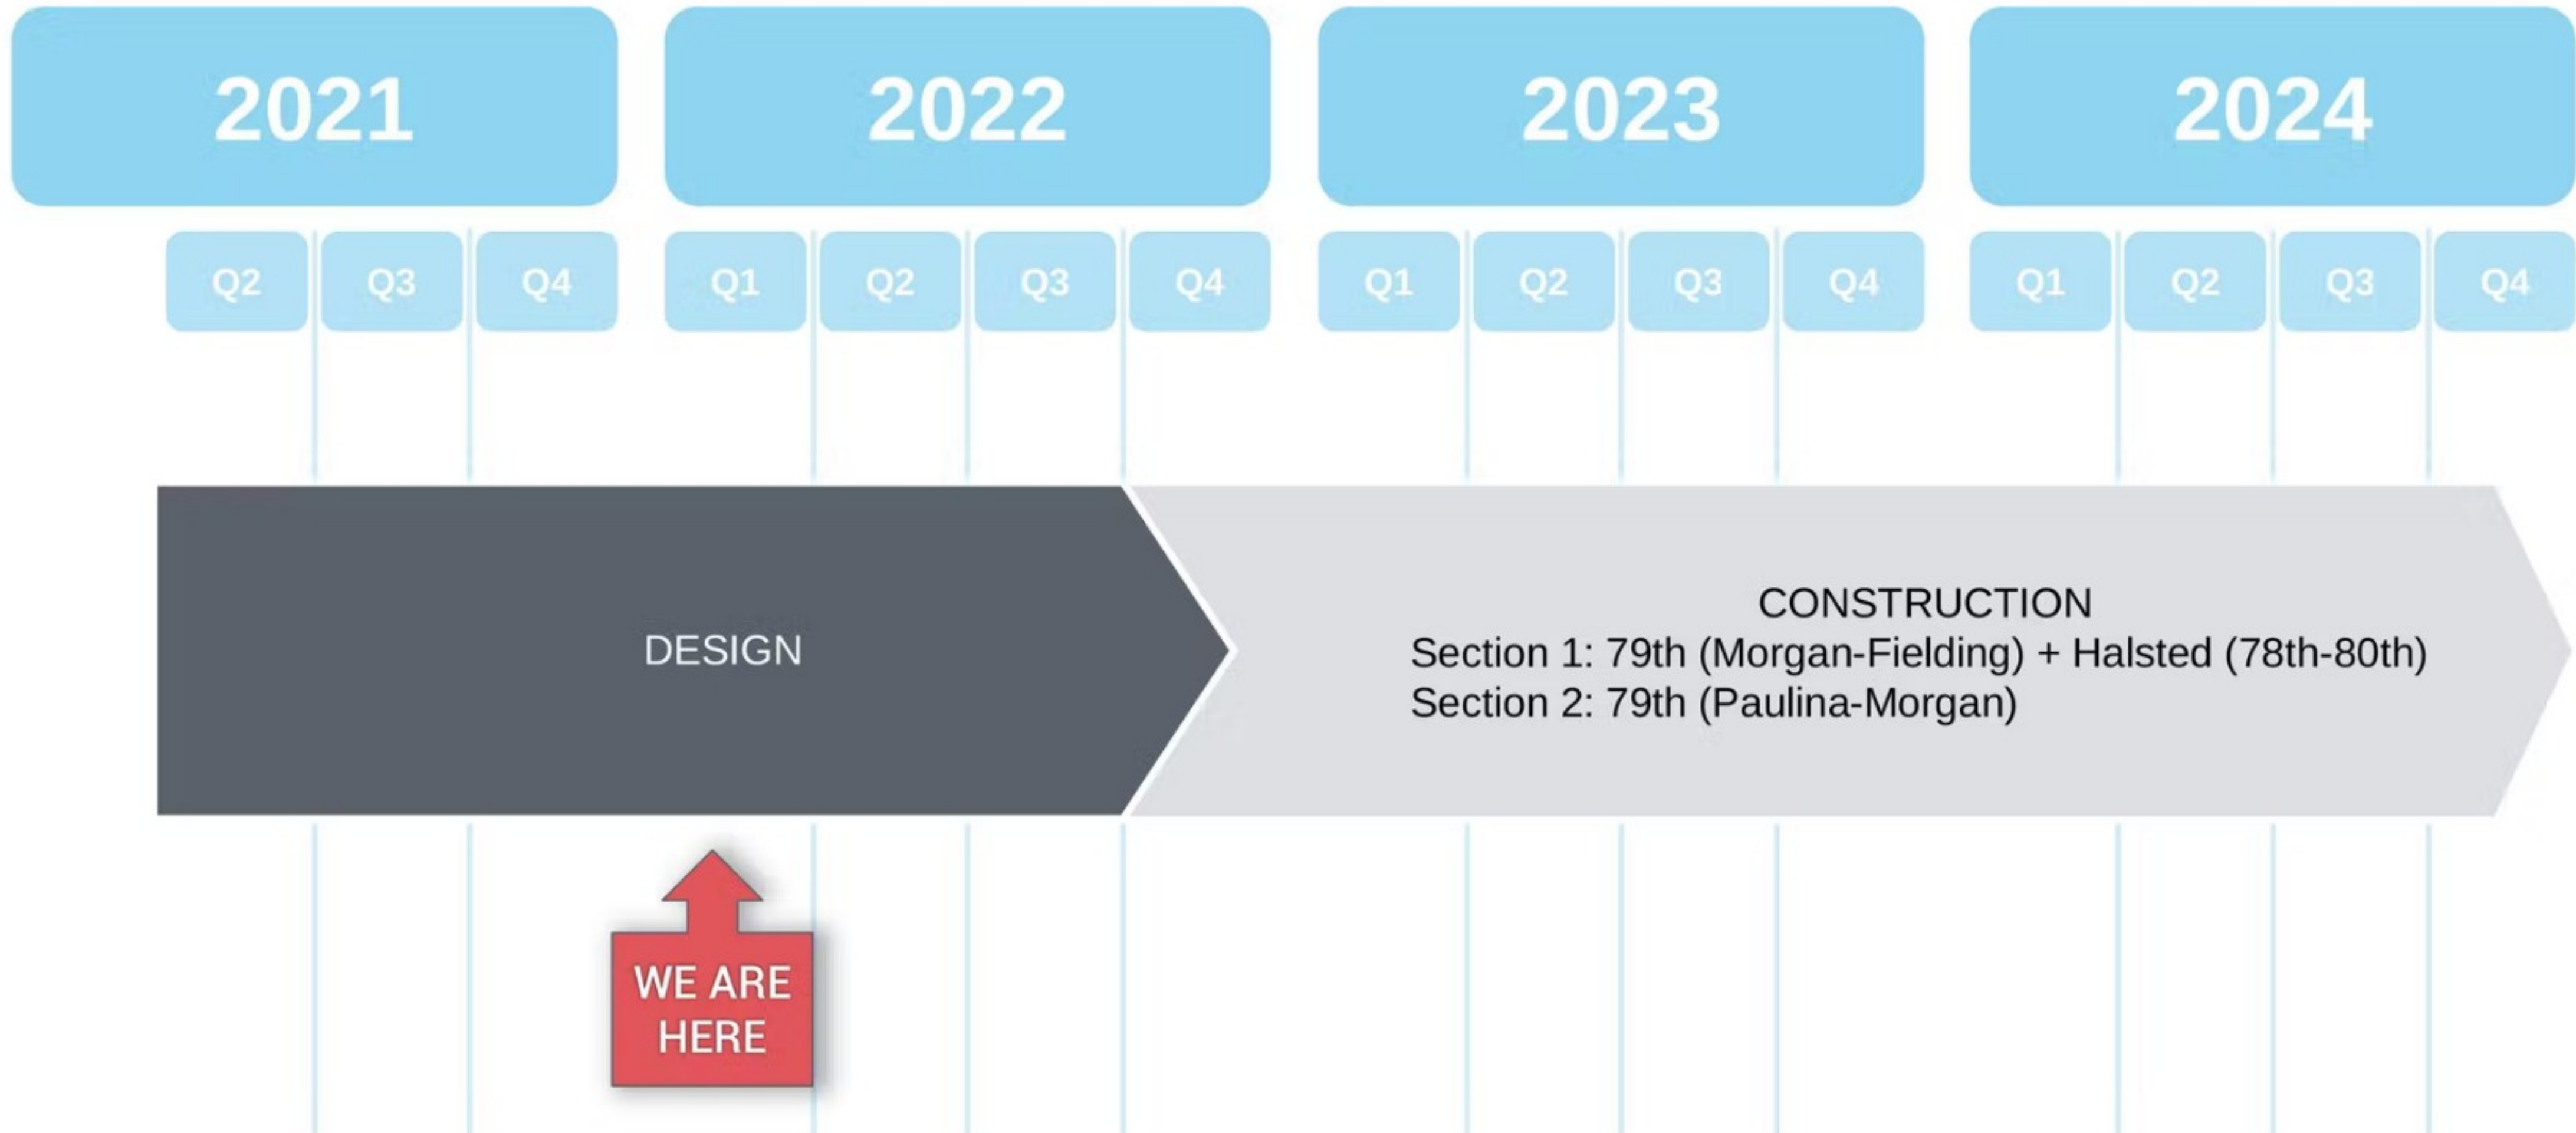 2021 2022 2023 2024
Q2 Q3 Q4 Q1 Q2 Q3 Q4 Q1 Q2 Q3 Q4 Q1 Q2 Q3 Q4
DESIGN
CONSTRUCTION
Section 1: 79th (Morgan-Fielding) + Halsted (78th-80th)
Section 2: 79th (Paulina-Morgan)
WE ARE
HERE